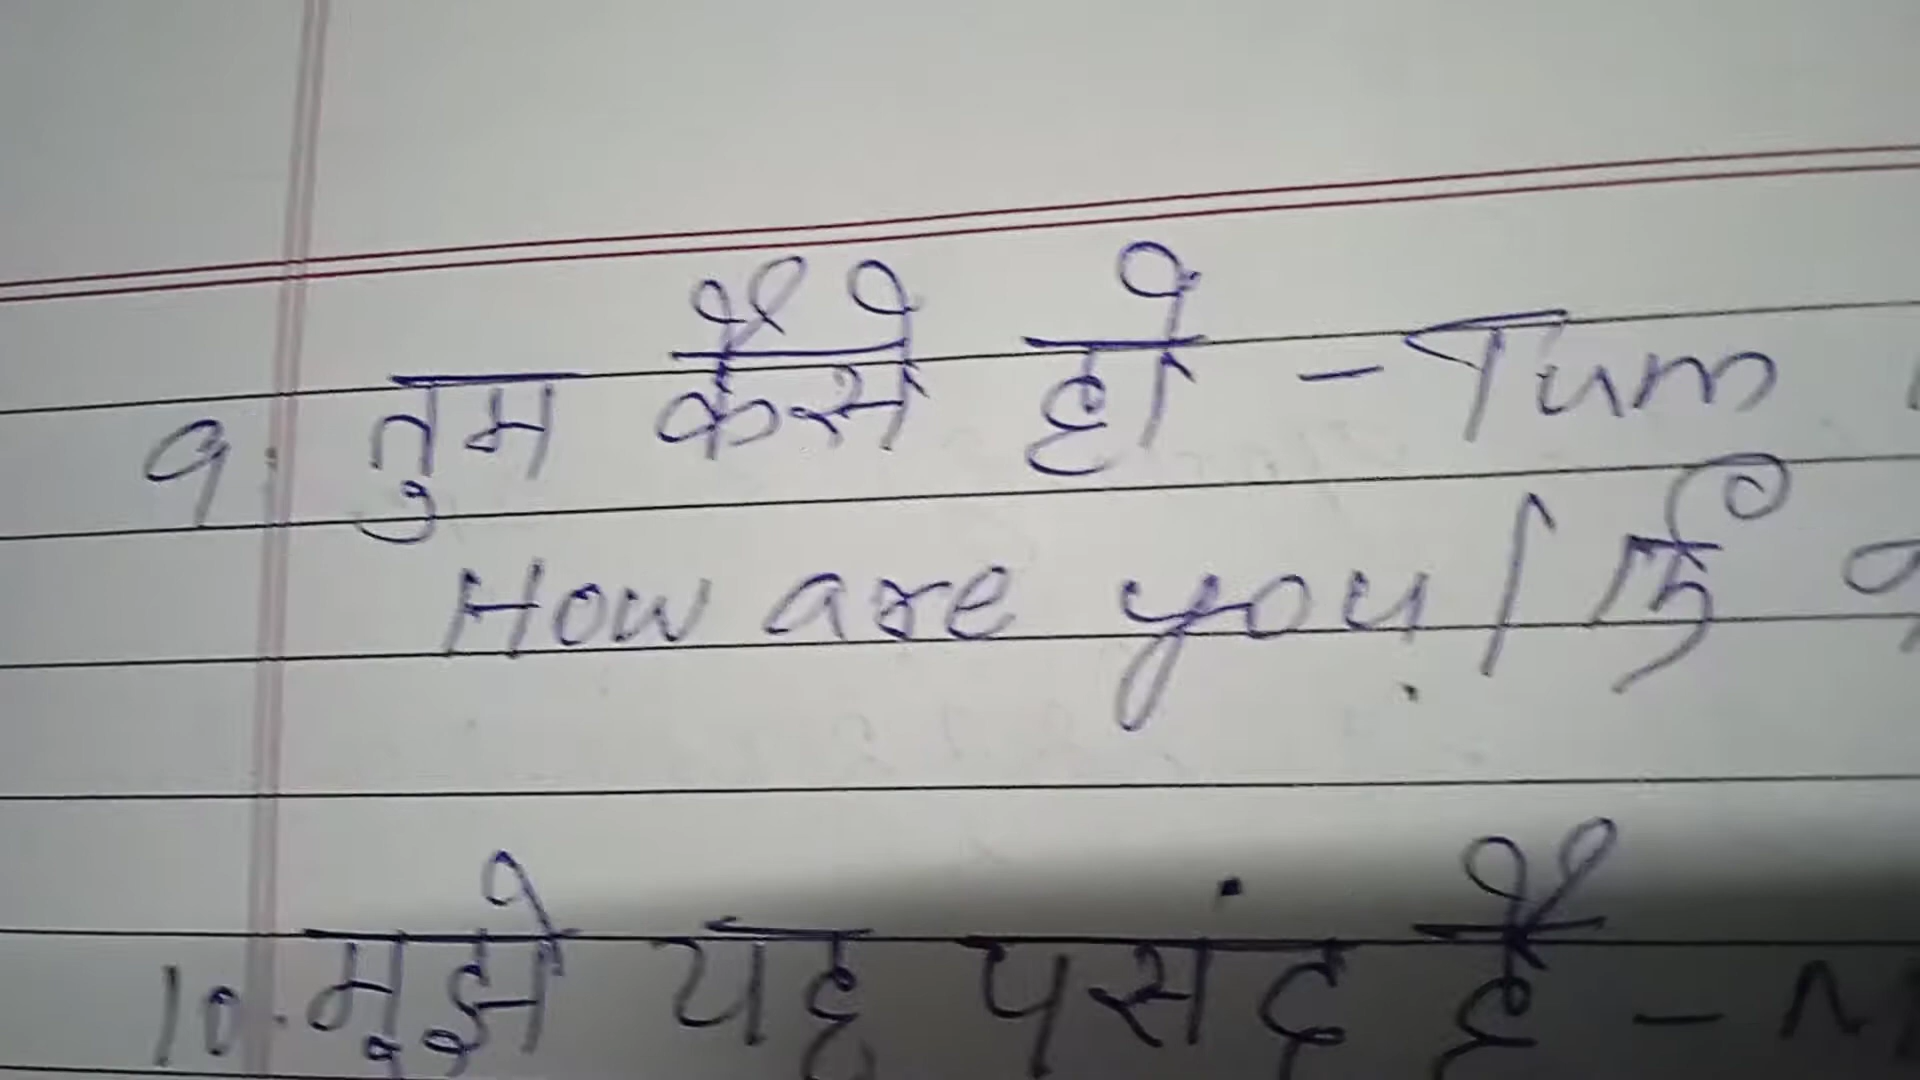 9. तुम कैसे हो - Tum
How are you
10. मुझे यह पसंद है -